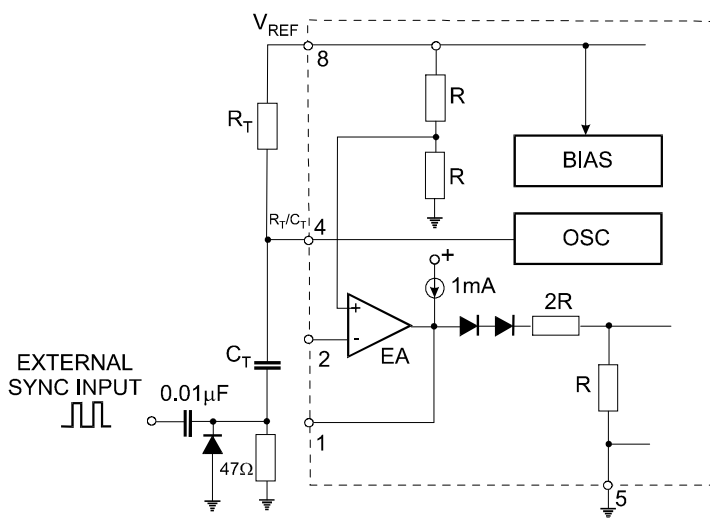 V_REF
8
R_T
R
R
BIAS
R_T/C_T
4
OSC
+
1mA
+
-
EA
2R
2
C_T
R
EXTERNAL
SYNC INPUT
0.01µF
1
47Ω
5